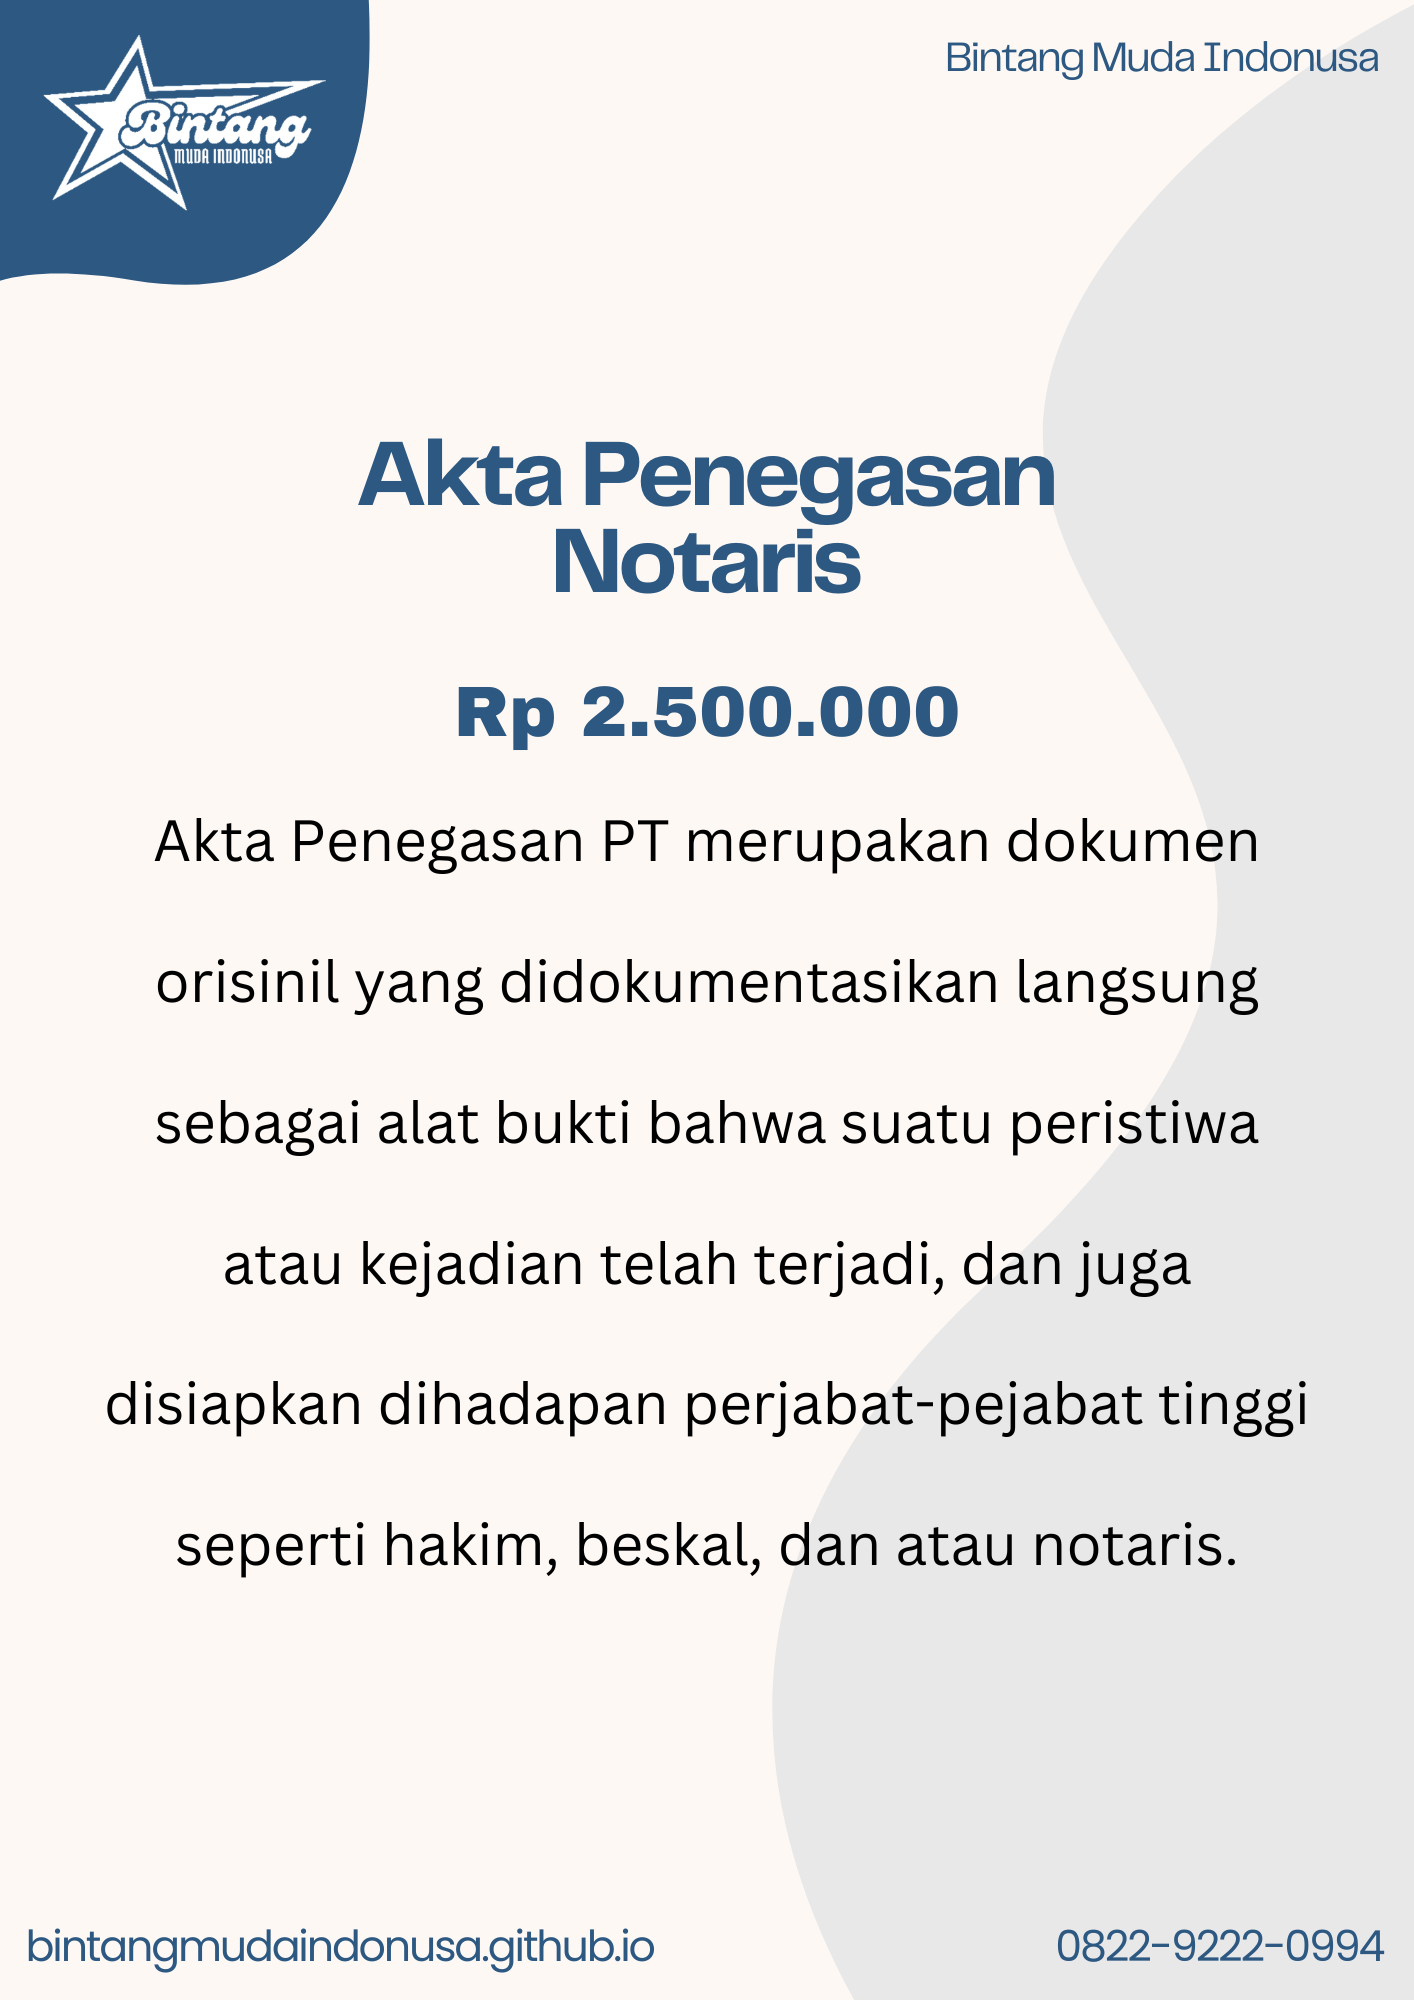 Bintang
MUDA INDONUSA
Bintang Muda Indonusa
Akta Penegasan
Notaris
Rp 2.500.000
Akta Penegasan PT merupakan dokumen
orisinil yang didokumentasikan langsung
sebagai alat bukti bahwa suatu peristiwa
atau kejadian telah terjadi, dan juga
disiapkan dihadapan perjabat-pejabat tinggi
seperti hakim, beskal, dan atau notaris.
bintangmudaindonusa.github.io
0822-9222-0994